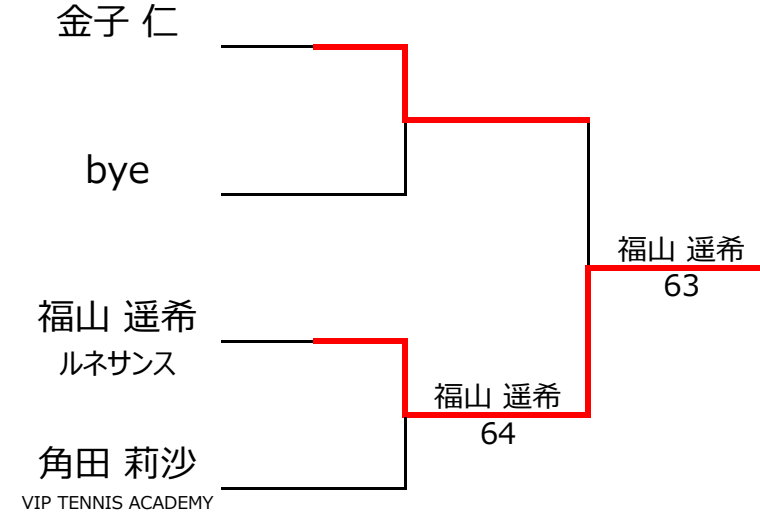 金子 仁
bye
福山 遥希
63
福山 遥希
ルネサンス
福山 遥希
64
角田 莉沙
VIP TENNIS ACADEMY